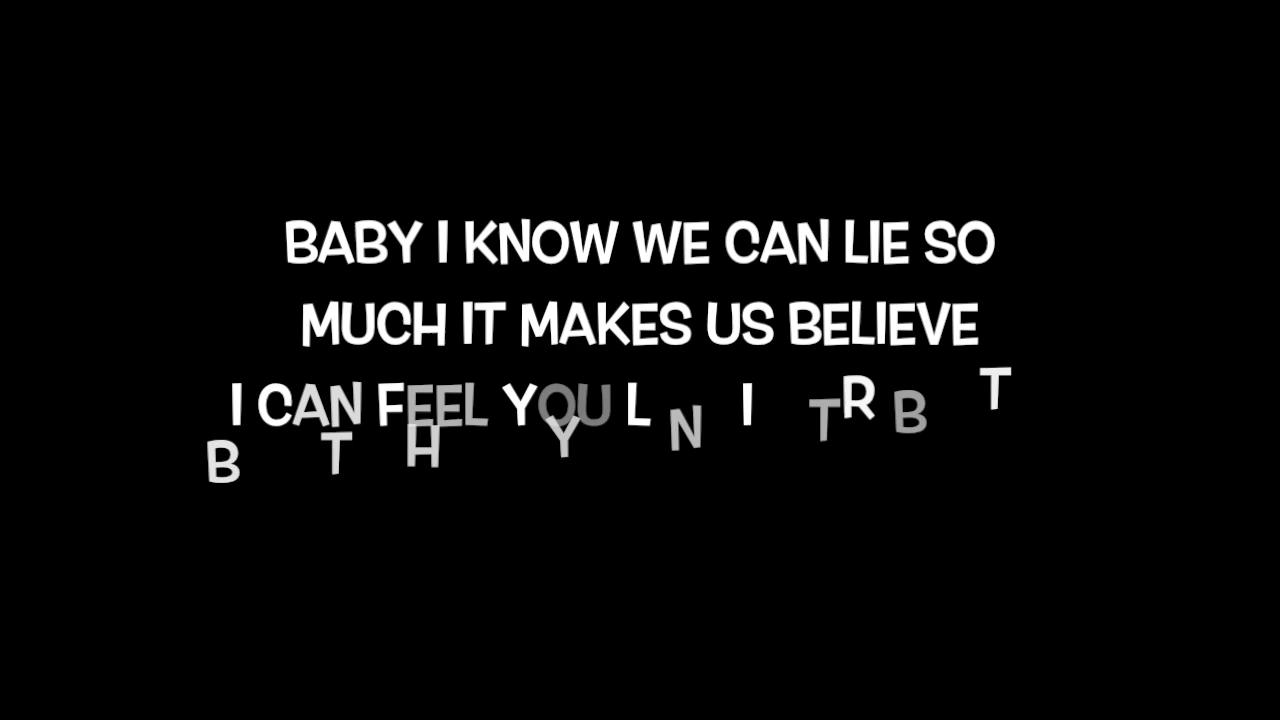 BABY I KNOW WE CAN LIE SO
MUCH IT MAKES US BELIEVE
I CAN FEEL YOU L I R T
B T H Y N T B